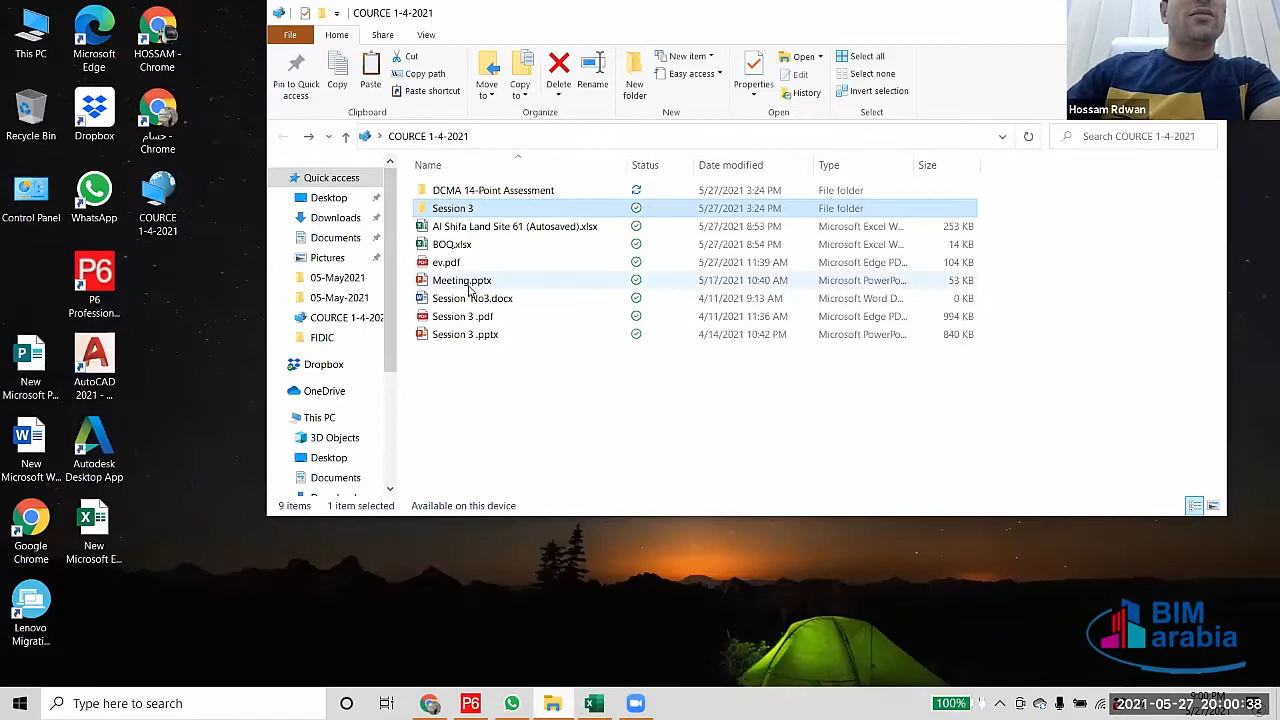 COURCE 1-4-2021
File
Home
Share
View
Pin to Quick access
Copy
Paste
Cut
Copy path
Paste shortcut
Clipboard
Move to
Copy to
Delete
Rename
Organize
New folder
New item
Easy access
New
Properties
Open
Edit
History
Open
Select all
Select none
Invert selection
Select
Hossam Rdwan
COURCE 1-4-2021
Search COURCE 1-4-2021
Name Status Date modified Type Size
DCMA 14-Point Assessment 5/27/2021 3:24 PM File folder
Session 3 5/27/2021 3:24 PM File folder
Al Shifa Land Site 61 (Autosaved).xlsx 5/27/2021 8:53 PM Microsoft Excel W... 253 KB
BOQ.xlsx 5/27/2021 8:54 PM Microsoft Excel W... 14 KB
ev.pdf 5/27/2021 11:39 AM Microsoft Edge PD... 104 KB
Meeting.pptx 5/17/2021 10:40 AM Microsoft PowerPo... 53 KB
Session No3.docx 4/11/2021 9:13 AM Microsoft Word D... 0 KB
Session 3 .pdf 4/11/2021 11:36 AM Microsoft Edge PD... 994 KB
Session 3 .pptx 4/14/2021 10:42 PM Microsoft PowerPo... 840 KB
Quick access
Desktop
Downloads
Documents
Pictures
05-May2021
05-May-2021
COURCE 1-4-202
FIDIC
Dropbox
OneDrive
This PC
3D Objects
Desktop
Documents
9 items 1 item selected Available on this device
This PC
Microsoft Edge
HOSSAM - Chrome
Recycle Bin
Dropbox
حسام - Chrome
Control Panel
WhatsApp
COURCE 1-4-2021
P6
P6 Profession...
New Microsoft P...
AutoCAD 2021 - ...
New Microsoft W...
Autodesk Desktop App
Google Chrome
New Microsoft E...
Lenovo Migrati...
BIM
arabia
Type here to search
P6
100%
9:00 PM
2021-05-27 20:00:38